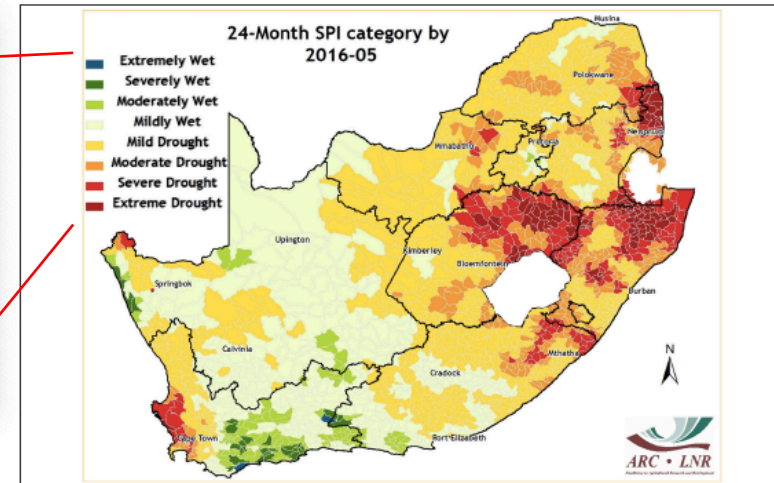 24-Month SPI category by
2016-05
Extremely Wet
Severely Wet
Moderately Wet
Mildly Wet
Mild Drought
Moderate Drought
Severe Drought
Extreme Drought
Musina
Polokwane
Nelspruit
Mmabatho
Pretoria
Upington
Kimberley
Bloemfontein
Springbok
Durban
Calvinia
Mthatha
Cradock
N
Cape Town
Port Elizabeth
ARC • LNR